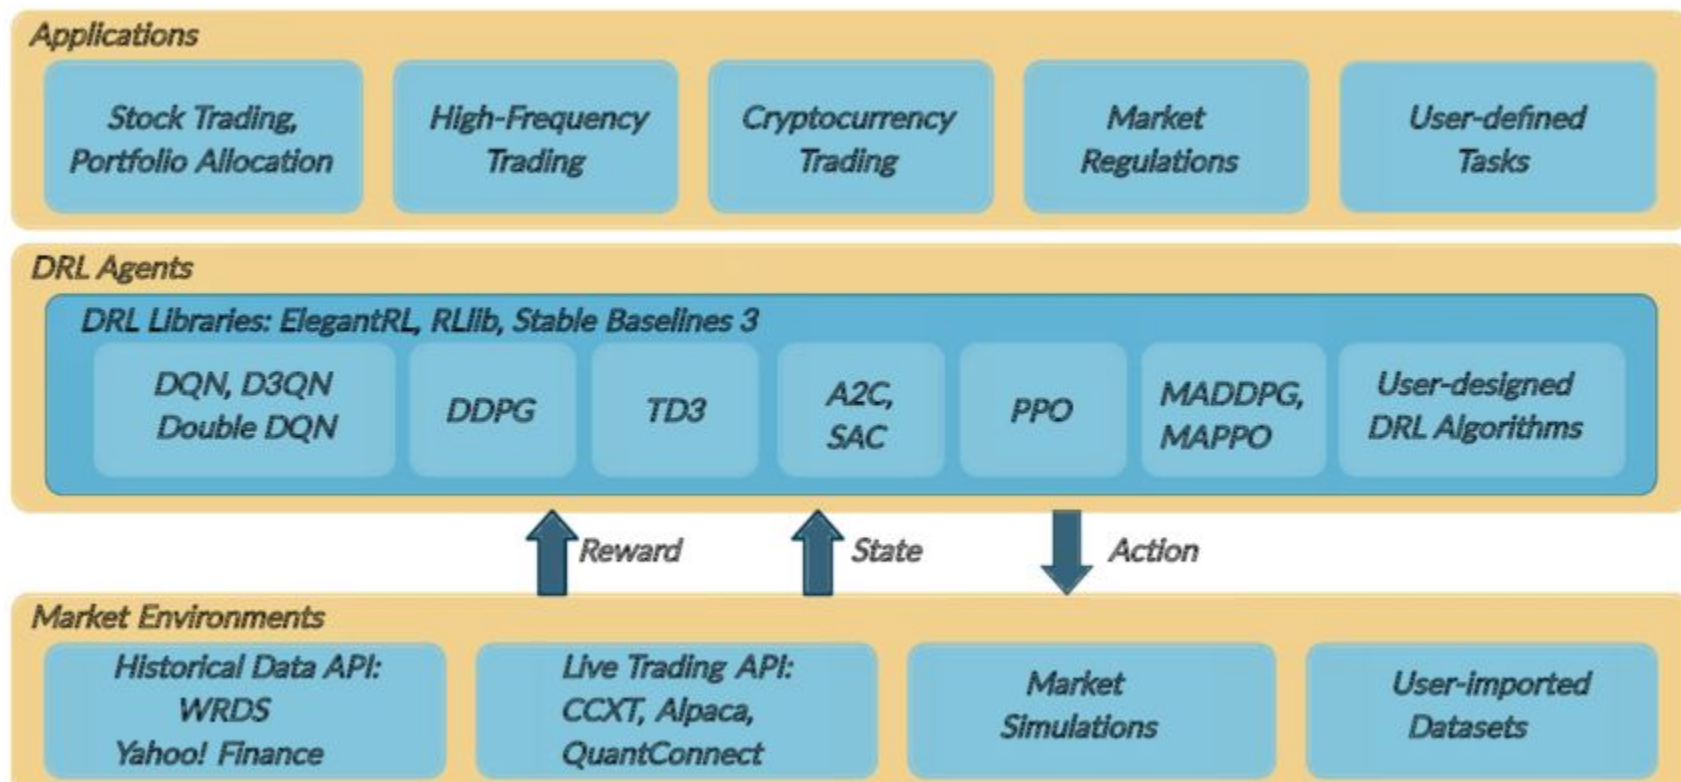 Applications
Stock Trading,
Portfolio Allocation
High-Frequency
Trading
Cryptocurrency
Trading
Market
Regulations
User-defined
Tasks
DRL Agents
DRL Libraries: ElegantRL, RLlib, Stable Baselines 3
DQN, D3QN
Double DQN
DDPG
TD3
A2C,
SAC
PPO
MADDPG,
MAPPO
User-designed
DRL Algorithms
Reward
State
Action
Market Environments
Historical Data API:
WRDS
Yahoo! Finance
Live Trading API:
CCXT, Alpaca,
QuantConnect
Market
Simulations
User-imported
Datasets